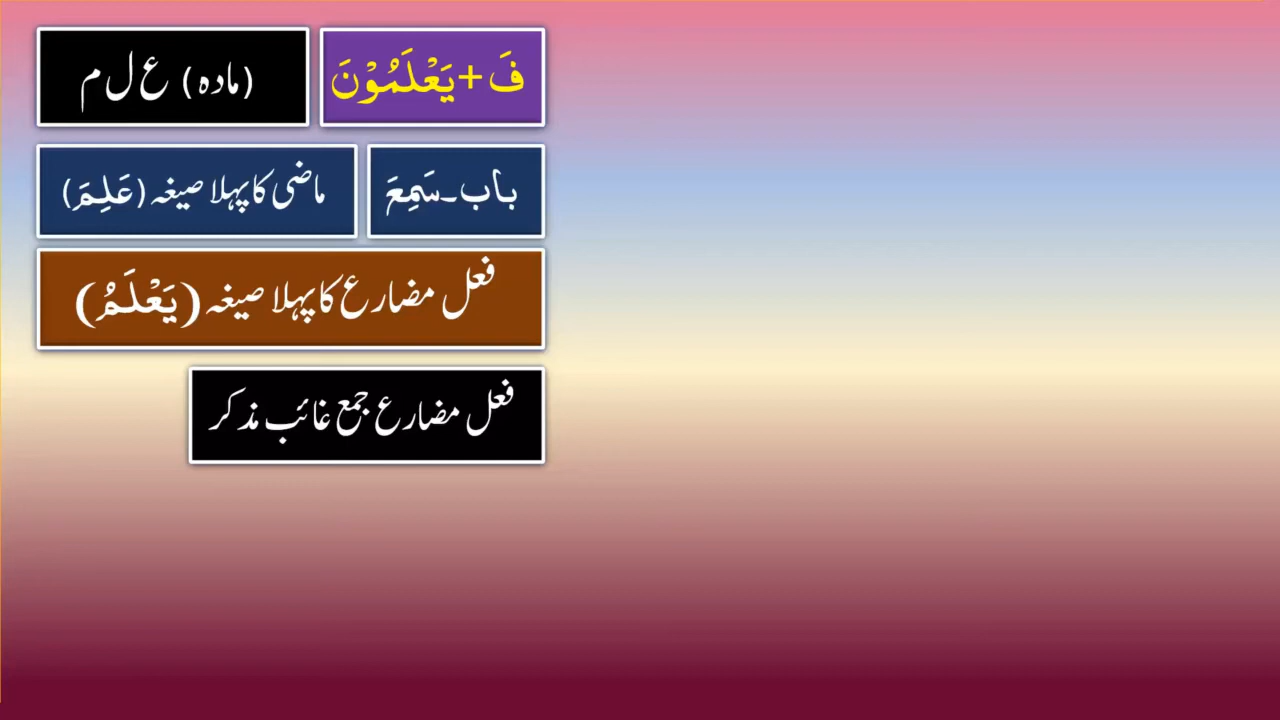 فَ+یَعْلَمُوْنَ
(مادہ) ع ل م
باب۔سَمِعَ
ماضی کا پہلا صیغہ (عَلِمَ)
فعل مضارع کا پہلا صیغہ (یَعْلَمُ)
فعل مضارع جمع غائب مذکر